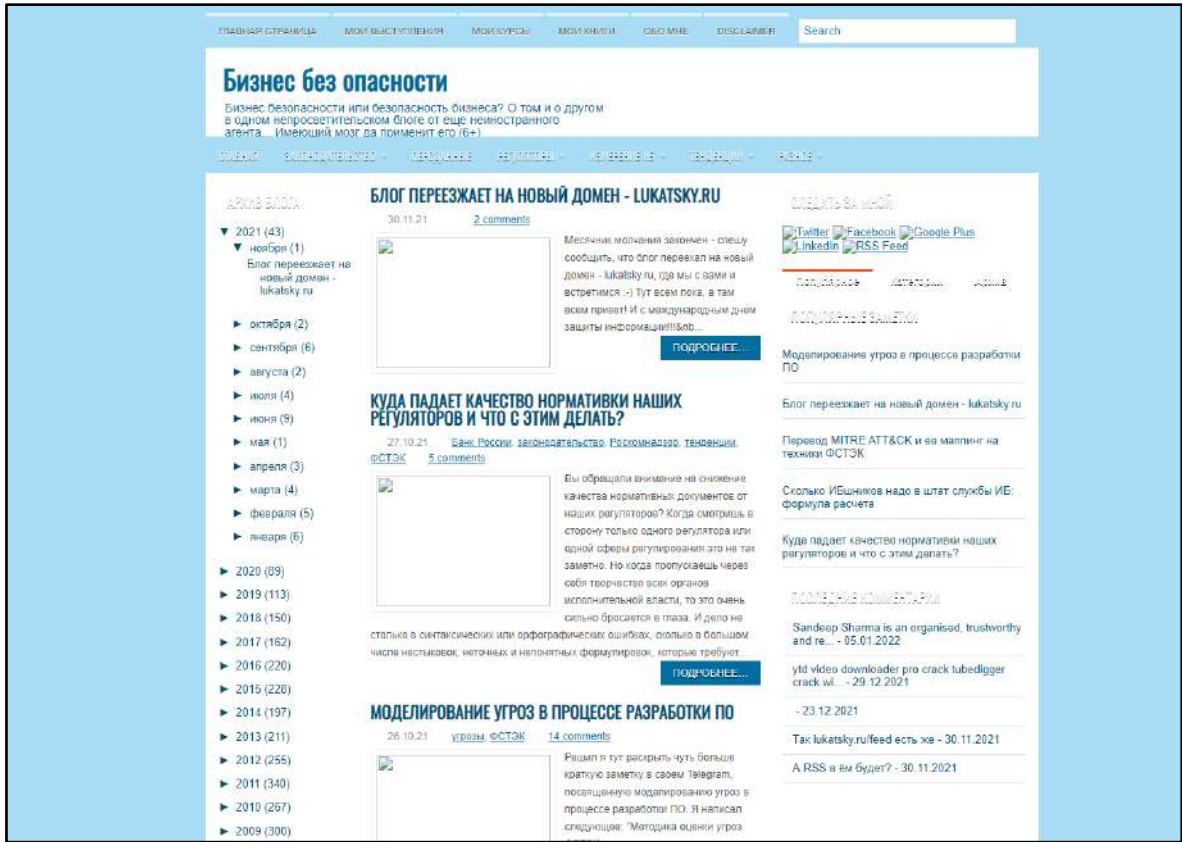 ГЛАВНАЯ СТРАНИЦА МОИ ВЫСТУПЛЕНИЯ МОИ КУРСЫ МОИ КНИГИ ОБО МНЕ DISCLAIMER Search
Бизнес без опасности
Бизнес безопасности или безопасность бизнеса? О том и о другом
в одном непросветительском блоге от еще неиностранного
агента... Имеющий мозг да применит его (6+)
АРХИВ БЛОГА
▼ 2021 (43)
▼ ноября (1)
Блог переезжает на
новый домен -
lukatsky.ru
► октября (2)
► сентября (6)
► августа (2)
► июля (4)
► июня (9)
► мая (1)
► апреля (3)
► марта (4)
► февраля (5)
► января (6)
► 2020 (89)
► 2019 (113)
► 2018 (150)
► 2017 (162)
► 2016 (220)
► 2015 (228)
► 2014 (197)
► 2013 (211)
► 2012 (255)
► 2011 (340)
► 2010 (267)
► 2009 (300)
БЛОГ ПЕРЕЕЗЖАЕТ НА НОВЫЙ ДОМЕН - LUKATSKY.RU
30.11.21 2 comments
Месячник молчания закончен - спешу
сообщить, что блог переехал на новый
домен - lukatsky.ru, где мы с вами и
встретимся :-) Тут всем пока, а там
всем привет! И с международным днем
защиты информации!!!&nb...
ПОДРОБНЕЕ...
КУДА ПАДАЕТ КАЧЕСТВО НОРМАТИВКИ НАШИХ
РЕГУЛЯТОРОВ И ЧТО С ЭТИМ ДЕЛАТЬ?
27.10.21 Банк России, законодательство, Роскомнадзор, тенденции,
ФСТЭК 5 comments
Вы обращали внимание на снижение
качества нормативных документов от
наших регуляторов? Когда смотришь в
сторону только одного регулятора или
одной сферы регулирования это не так
заметно. Но когда пропускаешь через
себя творчество всех органов
исполнительной власти, то это очень
сильно бросается в глаза. И дело не
столько в синтаксических или орфографических ошибках, сколько в большом
числе нестыковок, неточных и непонятных формулировок, которые требуют...
ПОДРОБНЕЕ...
МОДЕЛИРОВАНИЕ УГРОЗ В ПРОЦЕССЕ РАЗРАБОТКИ ПО
26.10.21 угрозы, ФСТЭК 14 comments
Решил я тут раскрыть чуть больше
краткую заметку в своем Telegram,
посвященную моделированию угроз в
процессе разработки ПО. Я написал
следующее: "Методика оценки угроз
СЛЕДИТЬ ЗА МНОЙ
Twitter Facebook Google Plus
LinkedIn RSS Feed
ПОПУЛЯРНЫЕ ЗАМЕТКИ
Моделирование угроз в процессе разработки
ПО
Блог переезжает на новый домен - lukatsky.ru
Перевод MITRE ATT&CK и ее маппинг на
техники ФСТЭК
Сколько ИБшников надо в штат службы ИБ:
формула расчета
Куда падает качество нормативки наших
регуляторов и что с этим делать?
ПОСЛЕДНИЕ КОММЕНТАРИИ
Sandeep Sharma is an organised, trustworthy
and re... - 05.01.2022
ytd video downloader pro crack tubedigger
crack wi... - 29.12.2021
- 23.12.2021
Так lukatsky.ru/feed есть же - 30.11.2021
А RSS в ём будет? - 30.11.2021